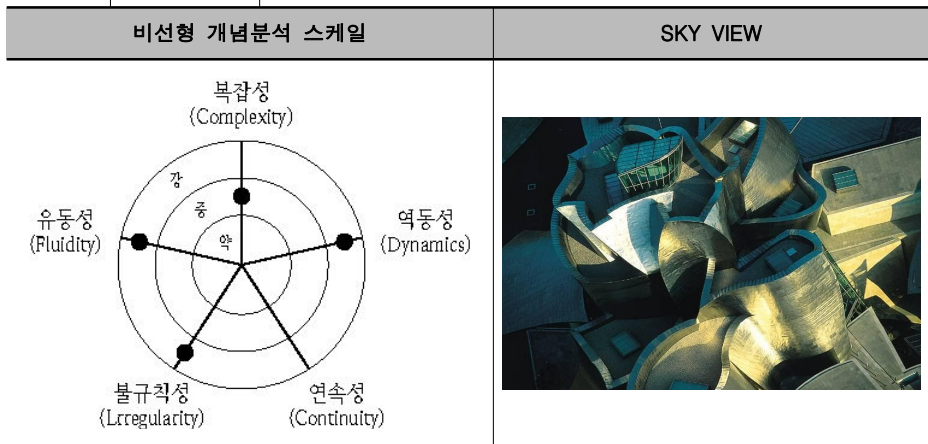 비선형 개념분석 스케일
SKY VIEW
복잡성
(Complexity)
강
중
약
유동성
(Fluidity)
역동성
(Dynamics)
불규칙성
(Lrregularity)
연속성
(Continuity)